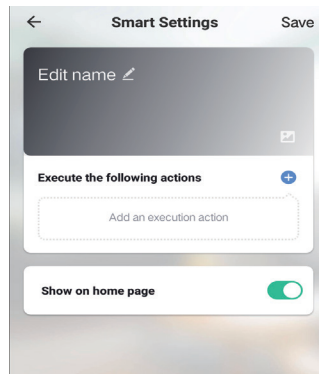 Smart Settings Save
Edit name
Execute the following actions
Add an execution action
Show on home page